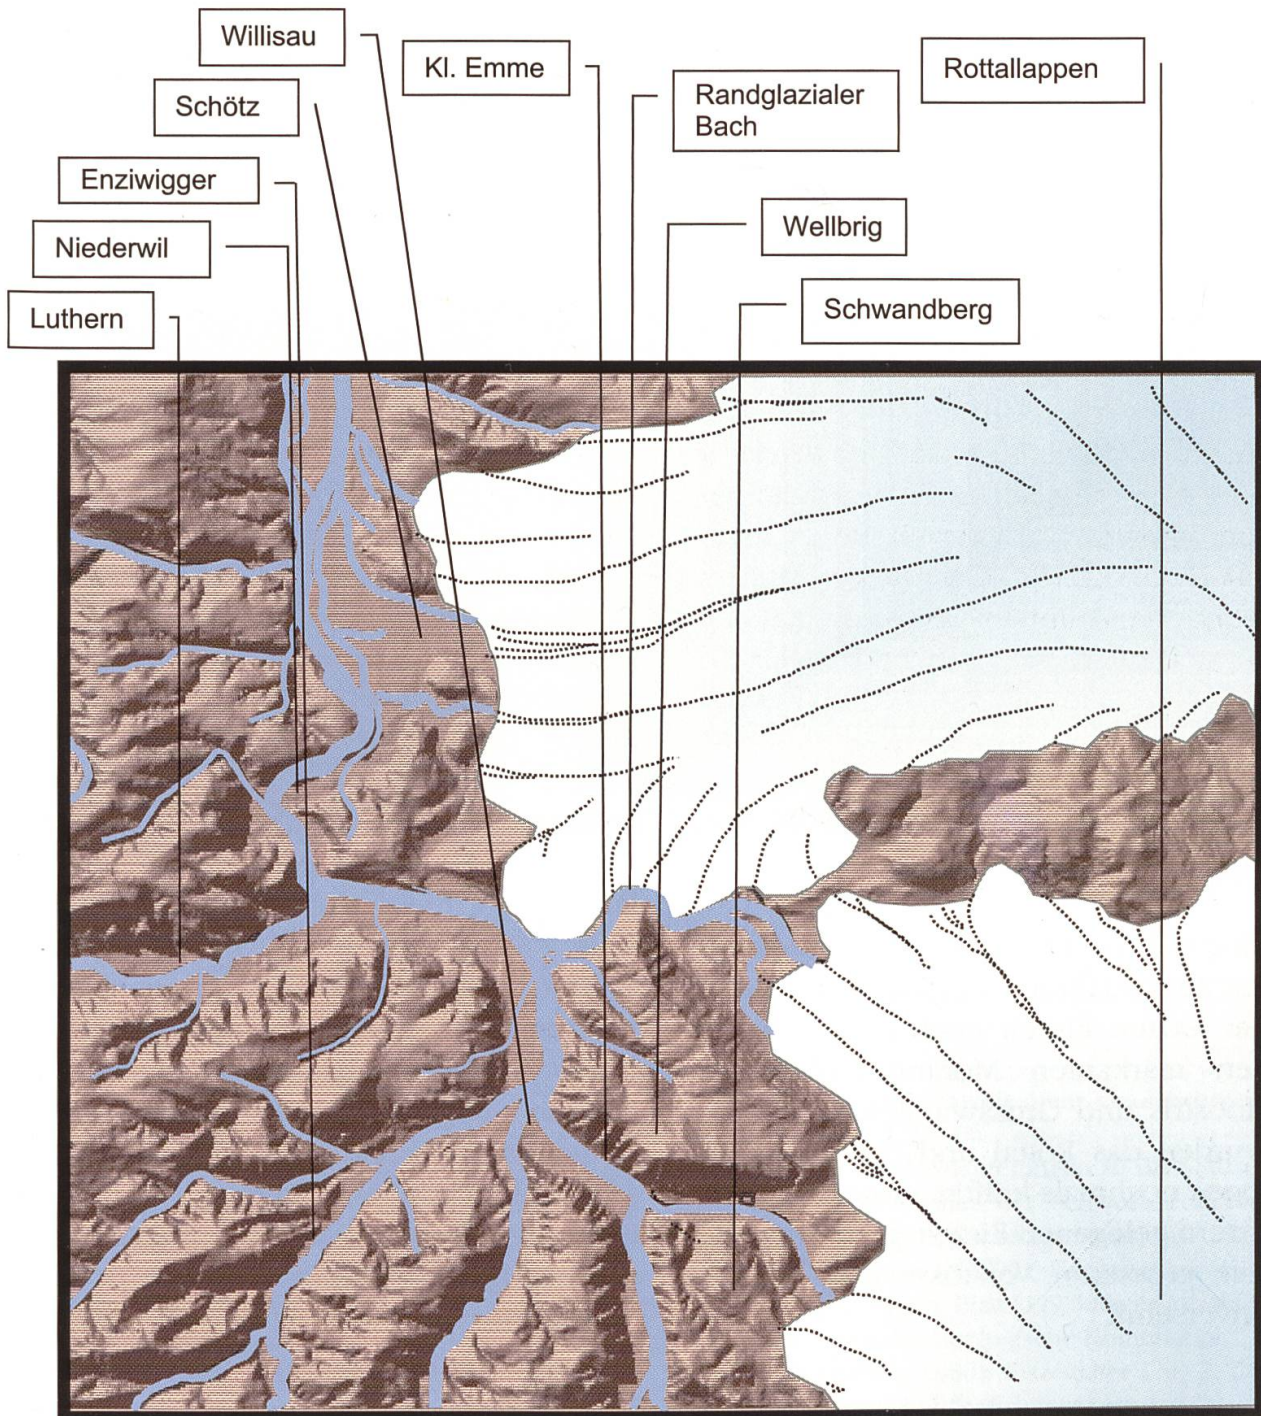 Willisau
Kl. Emme
Rottallappen
Schötz
Randglazialer
Bach
Enziwigger
Wellbrig
Niederwil
Schwandberg
Luthern